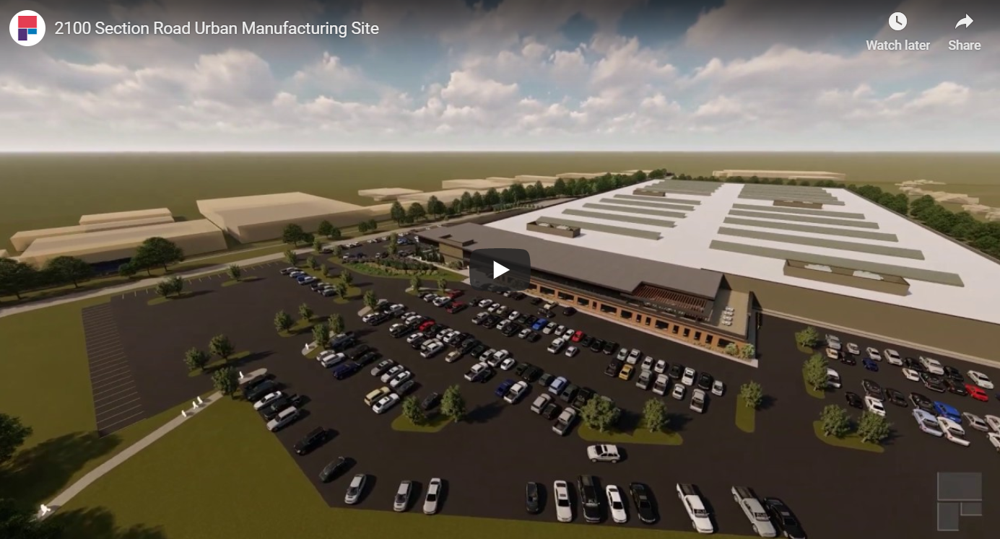 2100 Section Road Urban Manufacturing Site
Watch later
Share